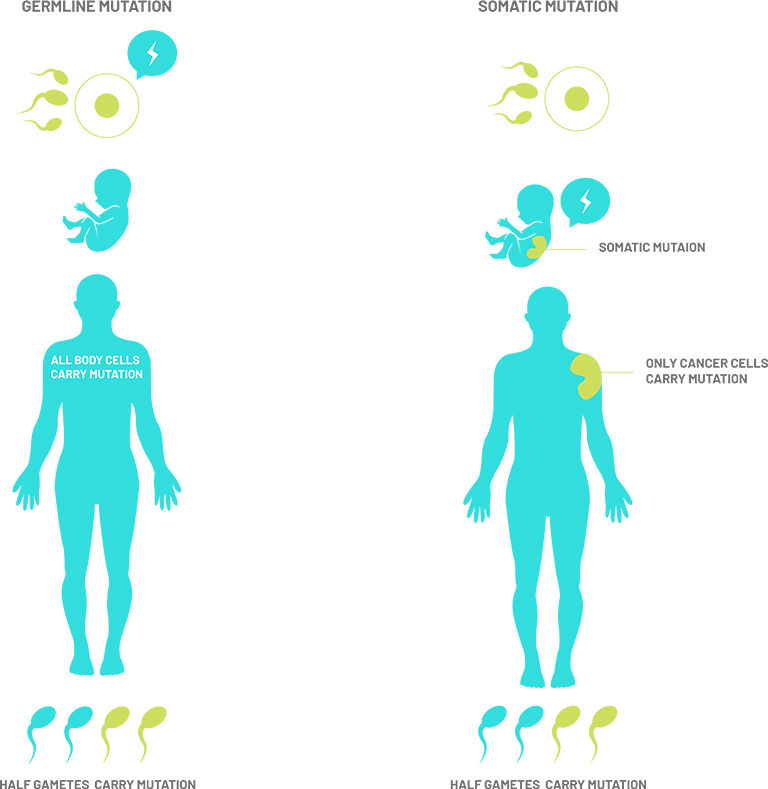 GERMLINE MUTATION
SOMATIC MUTATION
SOMATIC MUTAION
ALL BODY CELLS
CARRY MUTATION
ONLY CANCER CELLS
CARRY MUTATION
HALF GAMETES CARRY MUTATION
HALF GAMETES CARRY MUTATION